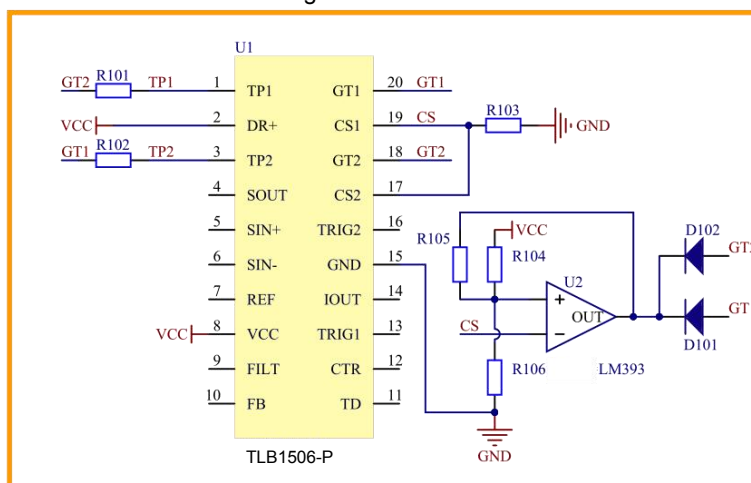 U1
GT2 R101 TP1 1 TP1 GT1 20 GT1
VCC 2 DR+ CS1 19 CS R103 GND
GT1 R102 TP2 3 TP2 GT2 18 GT2
4 SOUT CS2 17
5 SIN+ TRIG2 16
6 SIN- GND 15
7 REF IOUT 14
VCC 8 VCC TRIG1 13
9 FILT CTR 12
10 FB TD 11
TLB1506-P
R105 VCC R104
U2
+ OUT
CS −
R106 LM393
GND
D102
D101